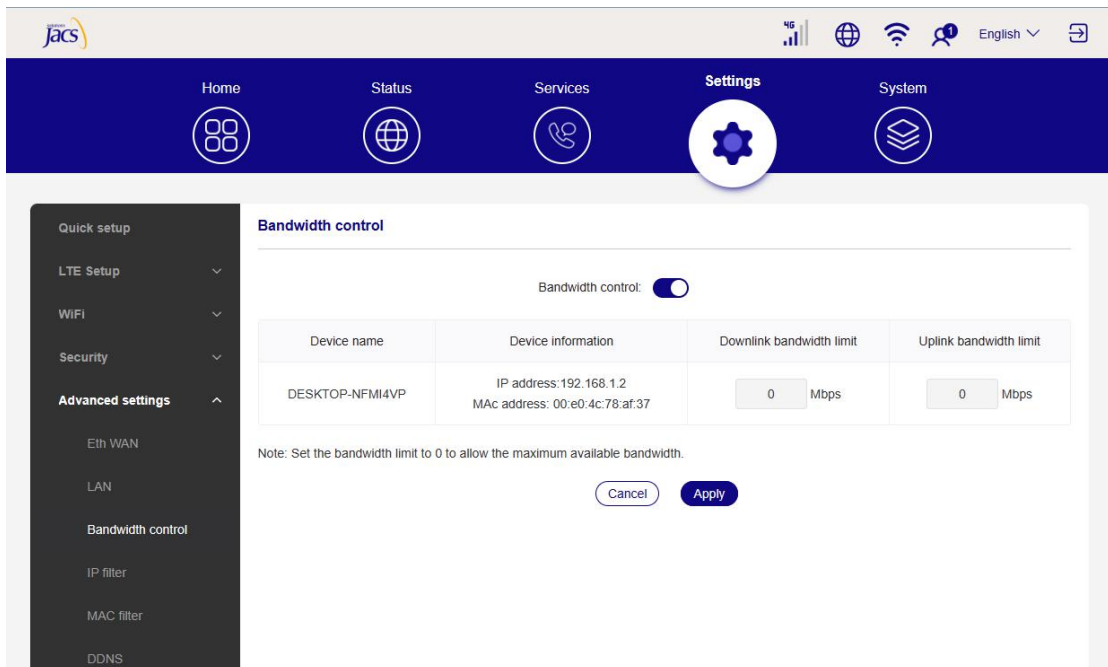 solutions
Jacs
4G
1
English
Home
Status
Services
Settings
System
Quick setup
LTE Setup
WiFi
Security
Advanced settings
Eth WAN
LAN
Bandwidth control
IP filter
MAC filter
DDNS
Bandwidth control
Bandwidth control:
Device name Device information Downlink bandwidth limit Uplink bandwidth limit
DESKTOP-NFMI4VP
IP address:192.168.1.2
MAc address: 00:e0:4c:78:af:37
0 Mbps
0 Mbps
Note: Set the bandwidth limit to 0 to allow the maximum available bandwidth.
Cancel Apply